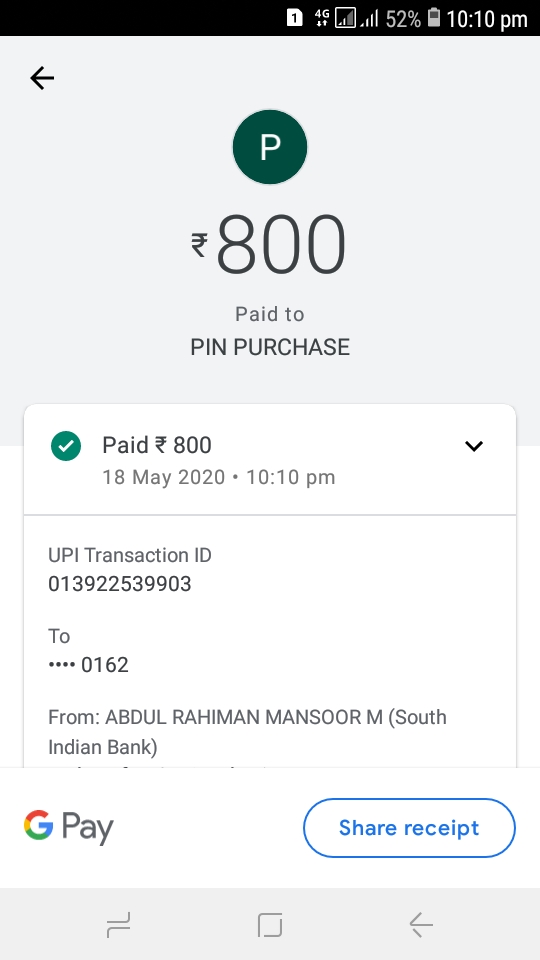 1 4G 52% 10:10 pm
P
₹800
Paid to
PIN PURCHASE
Paid ₹ 800
18 May 2020 • 10:10 pm
UPI Transaction ID
013922539903
To
•••• 0162
From: ABDUL RAHIMAN MANSOOR M (South
Indian Bank)
G Pay
Share receipt